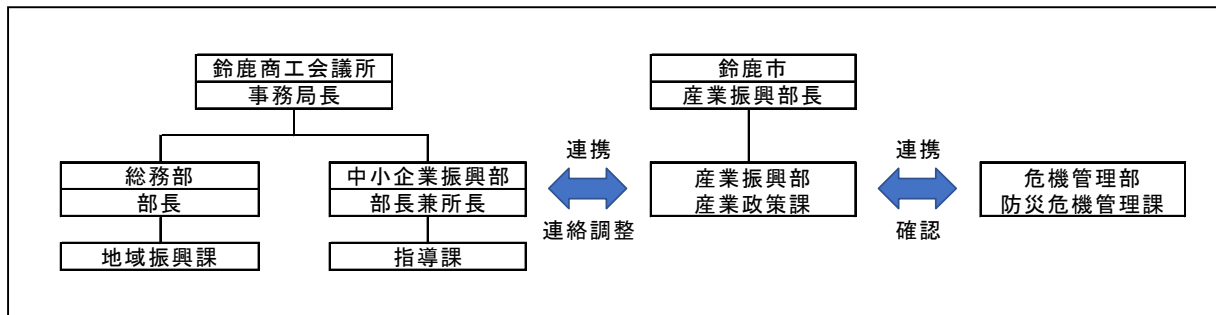 鈴鹿商工会議所
事務局長
鈴鹿市
産業振興部長
総務部
部長
地域振興課
中小企業振興部
部長兼所長
指導課
連携
連絡調整
産業振興部
産業政策課
連携
確認
危機管理部
防災危機管理課